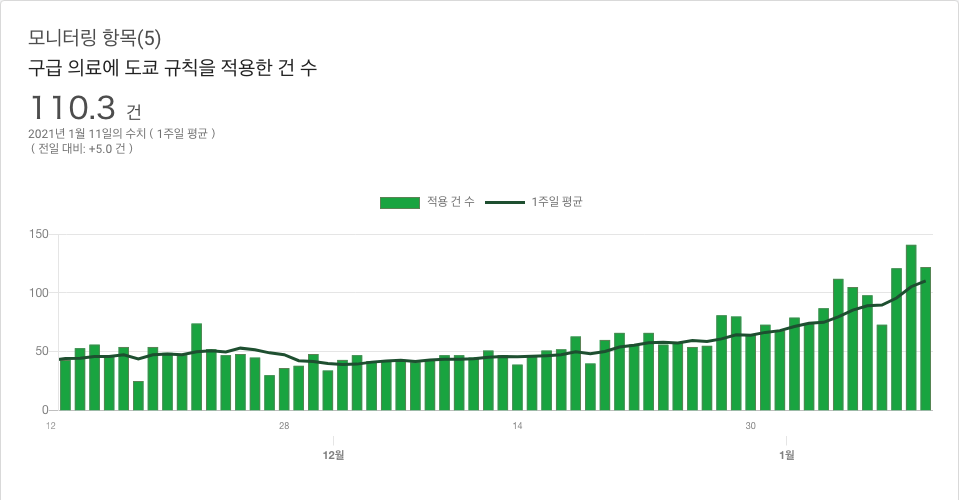 모니터링 항목(5)
구급 의료에 도쿄 규칙을 적용한 건 수
110.3 건
2021년 1월 11일의 수치 ( 1주일 평균 )
( 전일 대비: +5.0 건 )
적용 건 수 1주일 평균
150
100
50
0
12 28 14 30
12월 1월